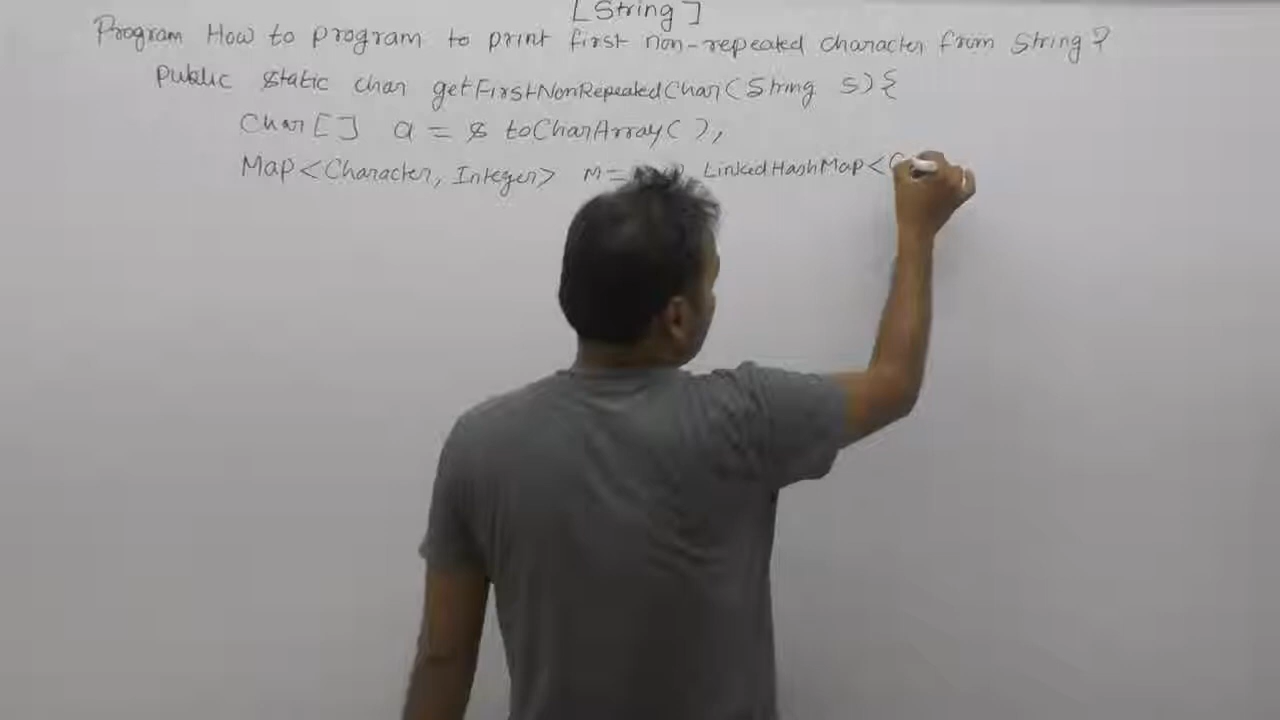 [String]
Program How to program to print first non-repeated character from String?
Public static char getFirstNonRepeatedChar(String s){
Char[] a = s toCharArray();
Map<Character, Integer> m= LinkedHashMap<